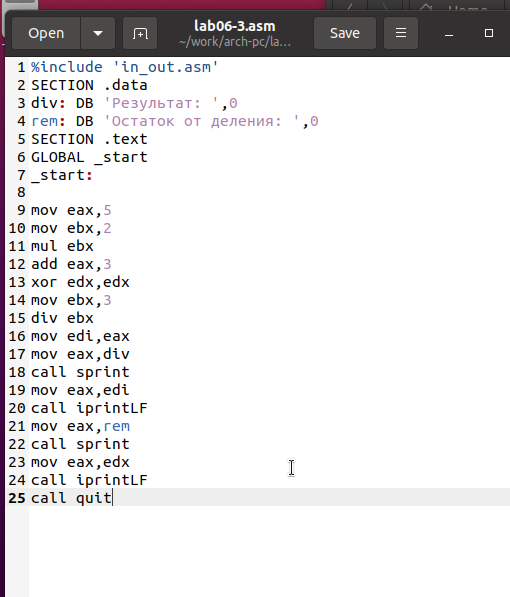 Home
Open
lab06-3.asm
~/work/arch-pc/la...
Save
1 %include 'in_out.asm'
2 SECTION .data
3 div: DB 'Результат: ',0
4 rem: DB 'Остаток от деления: ',0
5 SECTION .text
6 GLOBAL _start
7 _start:
8
9 mov eax,5
10 mov ebx,2
11 mul ebx
12 add eax,3
13 xor edx,edx
14 mov ebx,3
15 div ebx
16 mov edi,eax
17 mov eax,div
18 call sprint
19 mov eax,edi
20 call iprintLF
21 mov eax,rem
22 call sprint
23 mov eax,edx
24 call iprintLF
25 call quit